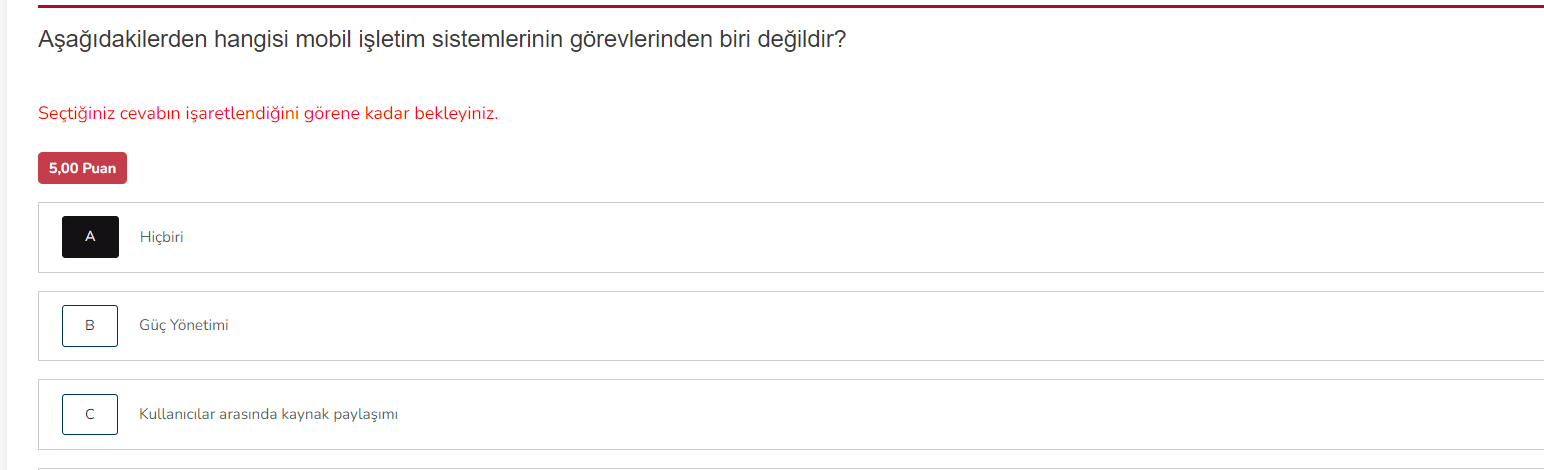 Aşağıdakilerden hangisi mobil işletim sistemlerinin görevlerinden biri değildir?
Seçtiğiniz cevabın işaretlendiğini görene kadar bekleyiniz.
5,00 Puan
A Hiçbiri
B Güç Yönetimi
C Kullanıcılar arasında kaynak paylaşımı